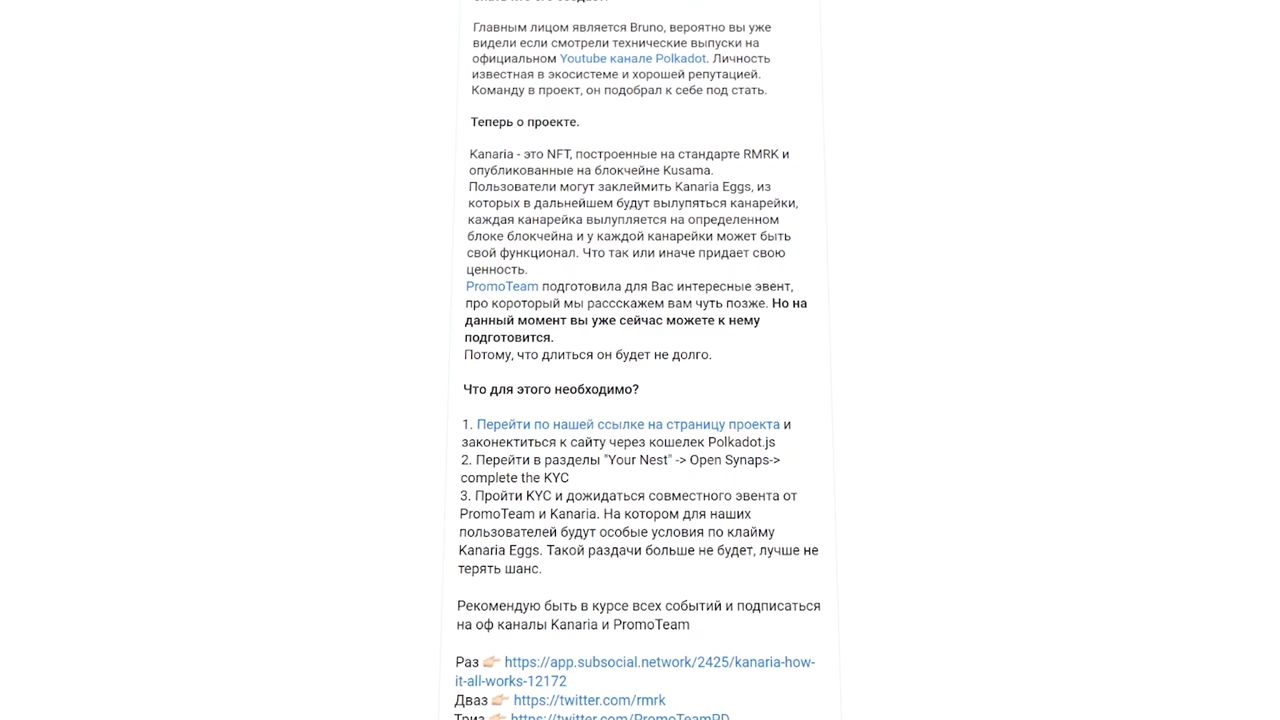 Главным лицом является Bruno, вероятно вы уже
видели если смотрели технические выпуски на
официальном Youtube канале Polkadot. Личность
известная в экосистеме и хорошей репутацией.
Команду в проект, он подобрал к себе под стать.
Теперь о проекте.
Kanaria - это NFT, построенные на стандарте RMRK и
опубликованные на блокчейне Kusama.
Пользователи могут заклеймить Kanaria Eggs, из
которых в дальнейшем будут вылупяться канарейки,
каждая канарейка вылупляется на определенном
блоке блокчейна и у каждой канарейки может быть
свой функционал. Что так или иначе придает свою
ценность.
PromoTeam подготовила для Вас интересные эвент,
про короторый мы рассскажем вам чуть позже. Но на
данный момент вы уже сейчас можете к нему
подготовится.
Потому, что длиться он будет не долго.
Что для этого необходимо?
1. Перейти по нашей ссылке на страницу проекта и
законектиться к сайту через кошелек Polkadot.js
2. Перейти в разделы "Your Nest" -> Open Synaps->
complete the KYC
3. Пройти KYC и дожидаться совместного эвента от
PromoTeam и Kanaria. На котором для наших
пользователей будут особые условия по клайму
Kanaria Eggs. Такой раздачи больше не будет, лучше не
терять шанс.
Рекомендую быть в курсе всех событий и подписаться
на оф каналы Kanaria и PromoTeam
Раз 👉🏻 https://app.subsocial.network/2425/kanaria-how-
it-all-works-12172
Дваз 👉🏻 https://twitter.com/rmrk
Триз 👉🏻 https://twitter.com/PromoTeamPD